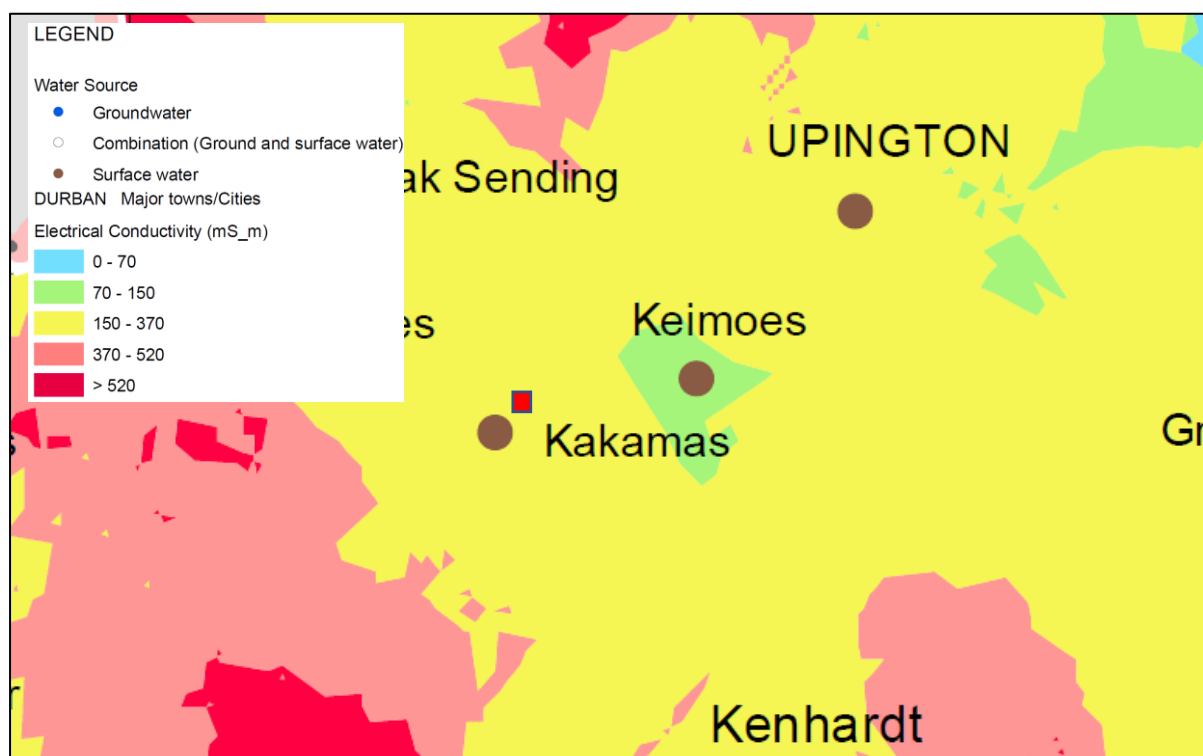 LEGEND
Water Source
Groundwater
Combination (Ground and surface water)
Surface water
DURBAN Major towns/Cities
Electrical Conductivity (mS_m)
0 - 70
70 - 150
150 - 370
370 - 520
> 520
UPINGTON
ak Sending
Keimoes
es
Kakamas
Gr
s
r
Kenhardt